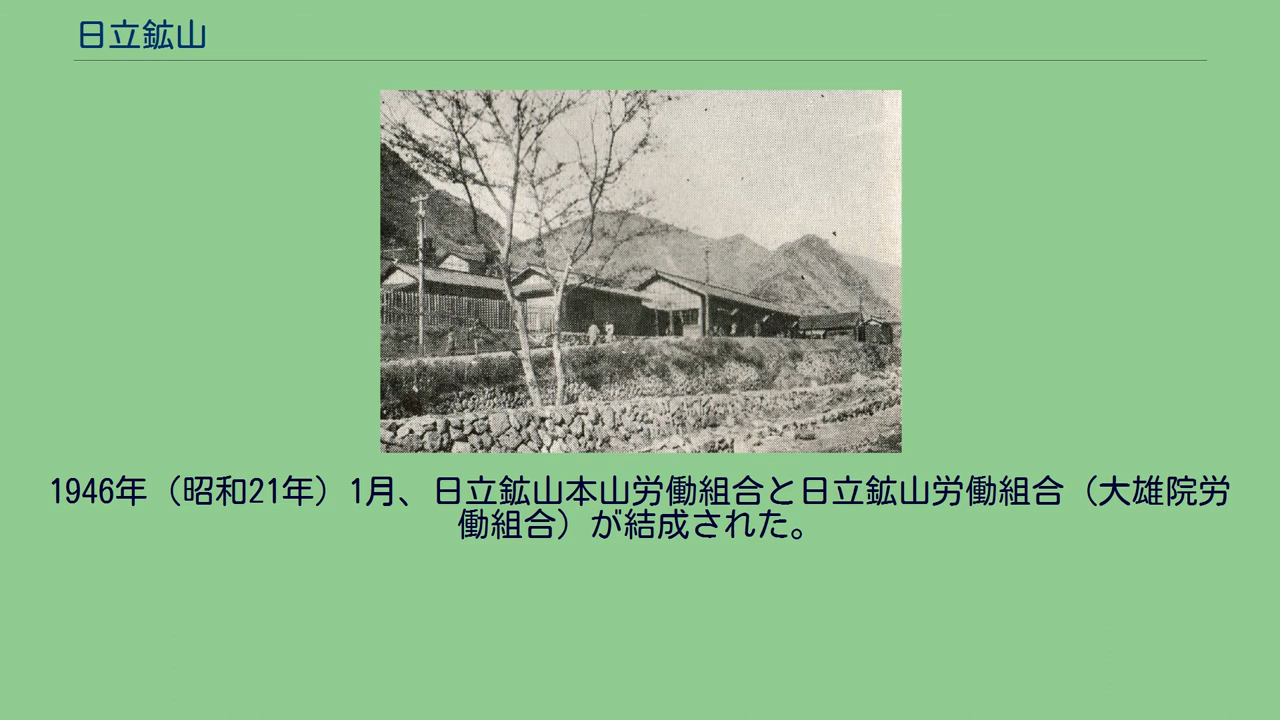 日立鉱山
1946年（昭和21年）1月、日立鉱山本山労働組合と日立鉱山労働組合（大雄院労
働組合）が結成された。